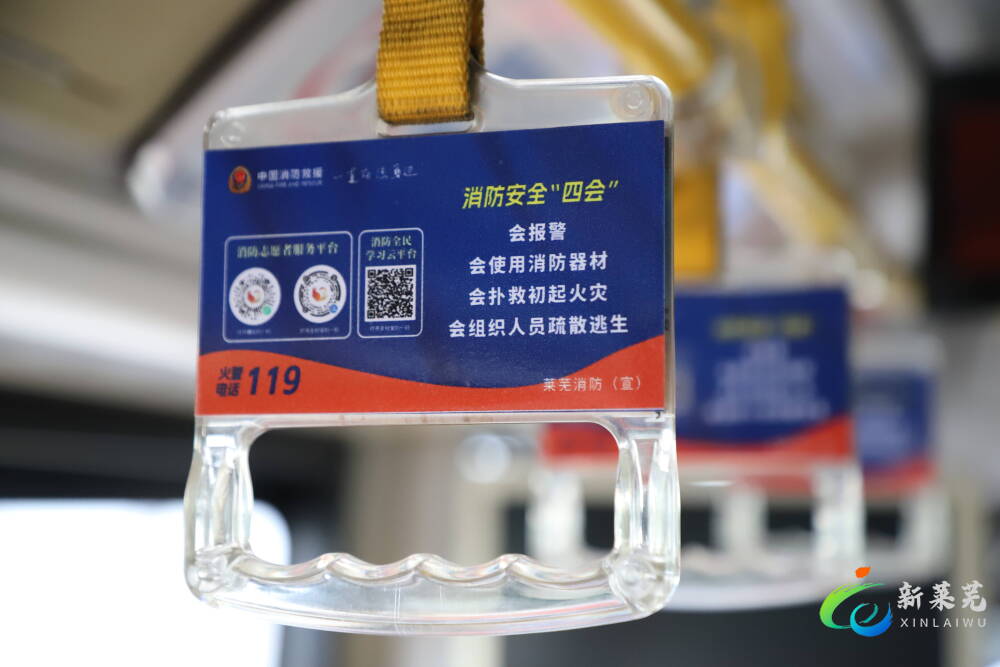 中国消防救援
CHINA FIRE AND RESCUE
消防安全“四会”
会报警
会使用消防器材
会扑救初起火灾
会组织人员疏散逃生
消防志愿者服务平台
消防全民
学习云平台
火警
电话 119
莱芜消防（宣）
新莱芜
XINLAIWU